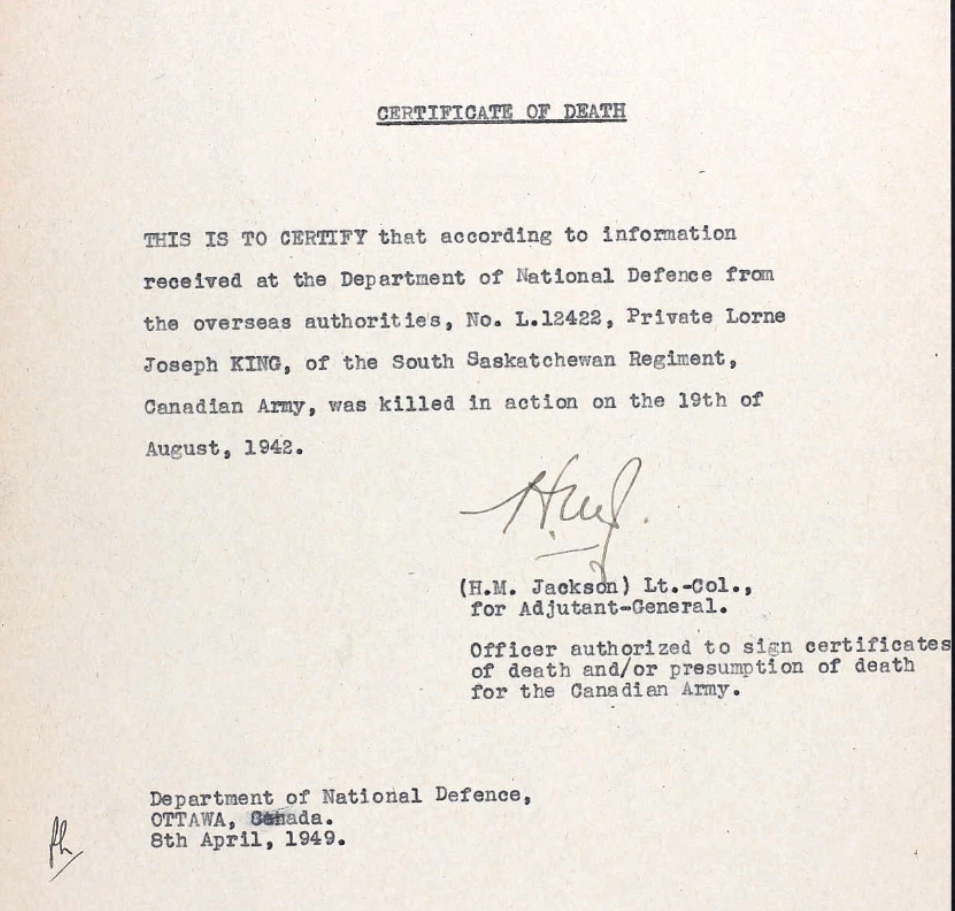 CERTIFICATE OF DEATH
THIS IS TO CERTIFY that according to information
received at the Department of National Defence from
the overseas authorities, No. L.12422, Private Lorne
Joseph KING, of the South Saskatchewan Regiment,
Canadian Army, was killed in action on the 19th of
August, 1942.
(H.M. Jackson) Lt.-Col.,
for Adjutant-General.
Officer authorized to sign certificates
of death and/or presumption of death
for the Canadian Army.
Department of National Defence,
OTTAWA, Canada.
8th April, 1949.